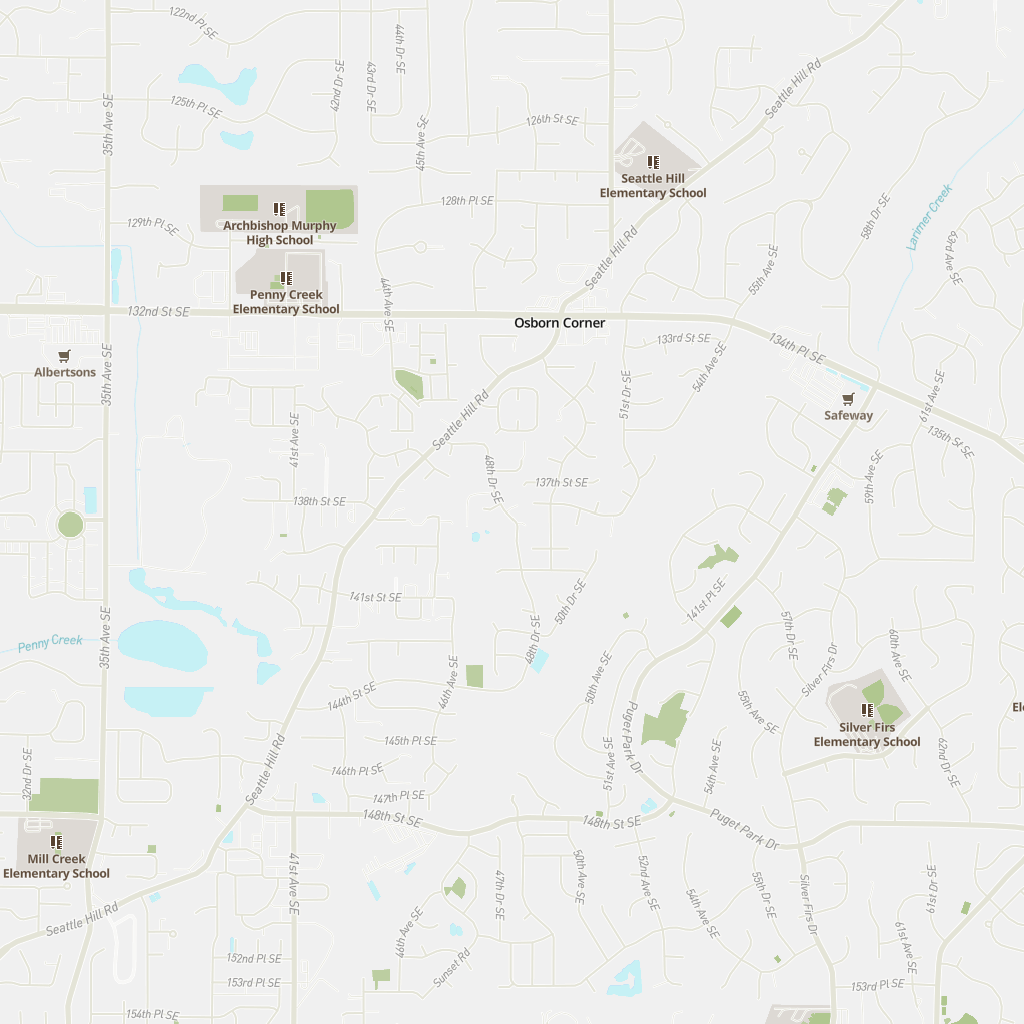 122nd Pl SE
44th Dr SE
43rd Dr SE
42nd Dr SE
Seattle Hill Rd
125th Pl SE
35th Ave SE
45th Ave SE
126th St SE
Seattle Hill
Elementary School
128th Pl SE
58th Dr SE
Larimer Creek
63rd Ave SE
129th Pl SE
Archbishop Murphy
High School
Seattle Hill Rd
55th Ave SE
Penny Creek
Elementary School
44th Ave SE
132nd St SE
Osborn Corner
133rd St SE
134th Pl SE
54th Ave SE
Albertsons
35th Ave SE
51st Dr SE
61st Ave SE
Safeway
Seattle Hill Rd
41st Ave SE
135th St SE
48th Dr SE
137th St SE
59th Ave SE
138th St SE
141st St SE
50th Dr SE
141st Pl SE
57th Dr SE
35th Ave SE
Penny Creek
48th Dr SE
60th Ave SE
Silver Firs Dr
46th Ave SE
50th Ave SE
144th St SE
55th Ave SE
Silver Firs
Elementary School
El
Puget Park Dr
145th Pl SE
62nd Dr SE
54th Ave SE
51st Ave SE
146th Pl SE
32nd Dr SE
Seattle Hill Rd
147th Pl SE
148th St SE
148th St SE
Puget Park Dr
Mill Creek
Elementary School
41st Ave SE
47th Dr SE
50th Ave SE
52nd Ave SE
54th Ave SE
55th Dr SE
Silver Firs Dr
61st Dr SE
Seattle Hill Rd
46th Ave SE
61st Ave SE
152nd Pl SE
Sunset Rd
153rd Pl SE
153rd Pl SE
154th Pl SE